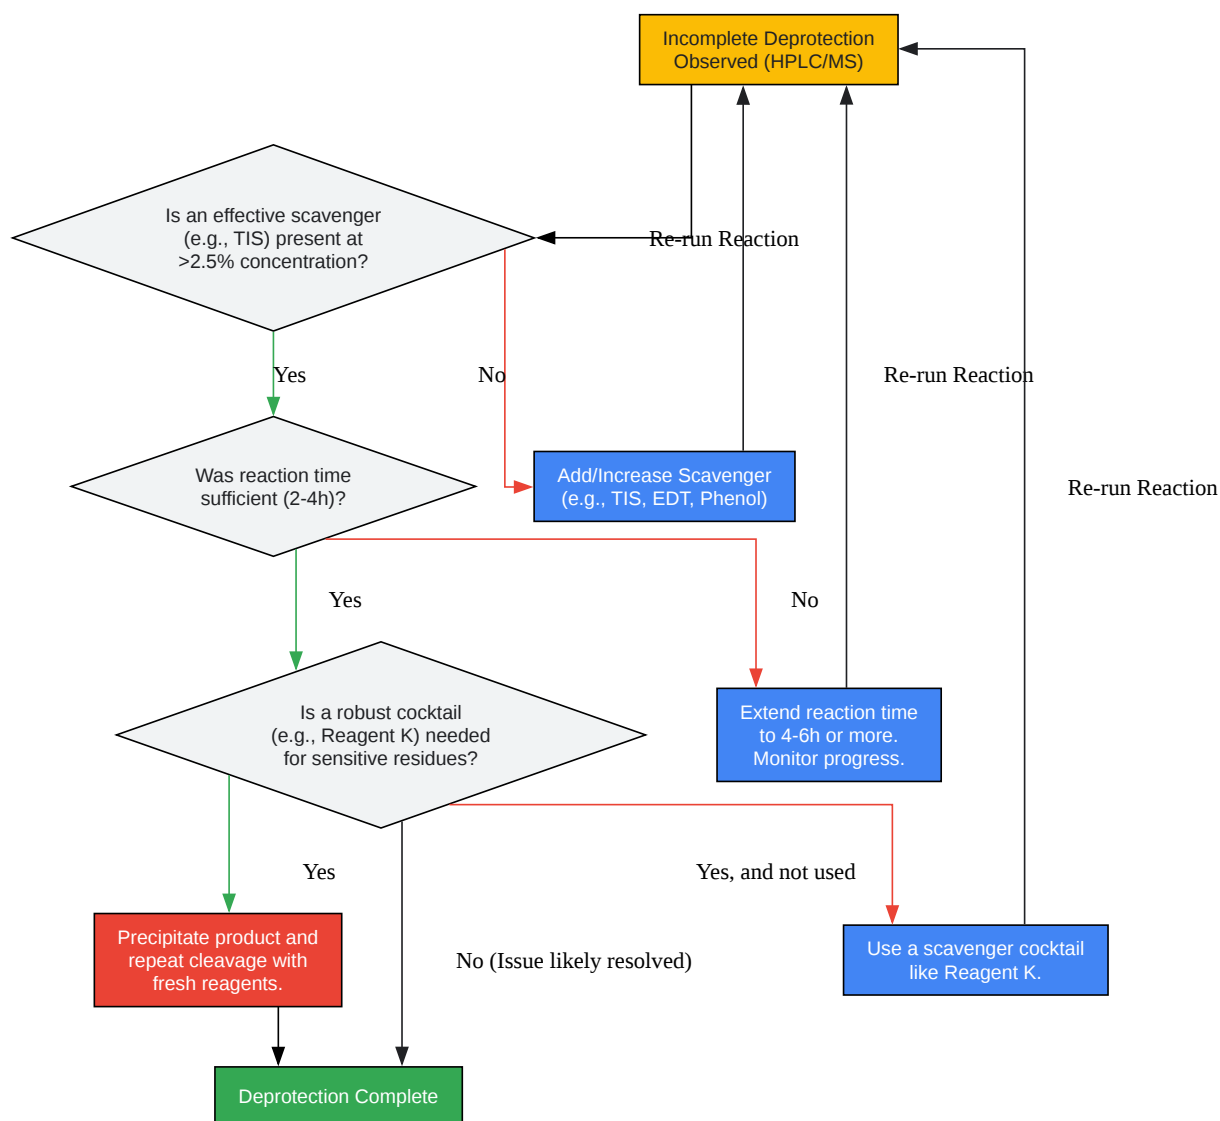 Incomplete Deprotection
Observed (HPLC/MS)
Is an effective scavenger
(e.g., TIS) present at
>2.5% concentration?
Re-run Reaction
Yes
No
Re-run Reaction
Was reaction time
sufficient (2-4h)?
Add/Increase Scavenger
(e.g., TIS, EDT, Phenol)
Re-run Reaction
Yes
No
Is a robust cocktail
(e.g., Reagent K) needed
for sensitive residues?
Extend reaction time
to 4-6h or more.
Monitor progress.
Yes
Yes, and not used
Precipitate product and
repeat cleavage with
fresh reagents.
No (Issue likely resolved)
Use a scavenger cocktail
like Reagent K.
Deprotection Complete